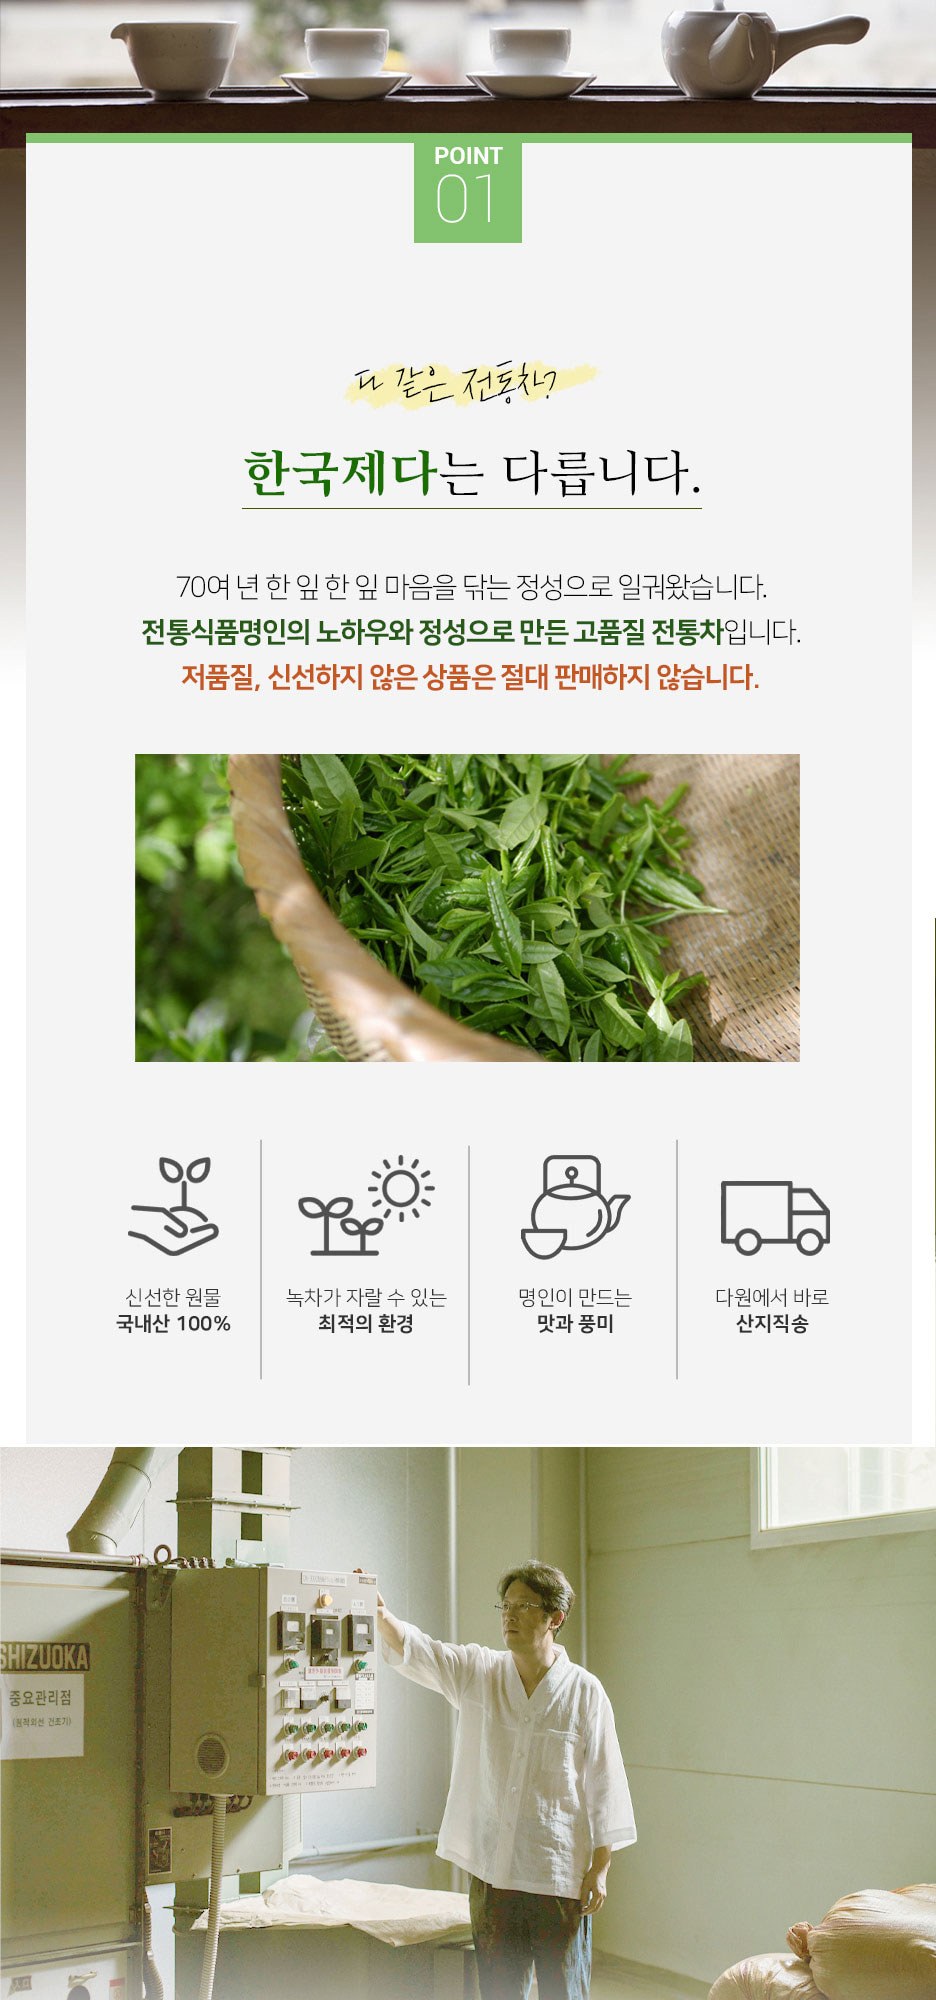 POINT
01
다 같은 전통차?
한국제다는 다릅니다.
70여 년 한 잎 한 잎 마음을 닦는 정성으로 일궈왔습니다.
전통식품명인의 노하우와 정성으로 만든 고품질 전통차입니다.
저품질, 신선하지 않은 상품은 절대 판매하지 않습니다.
신선한 원물
국내산 100%
녹차가 자랄 수 있는
최적의 환경
명인이 만드는
맛과 풍미
다원에서 바로
산지직송
SHIZUOKA
중요관리점